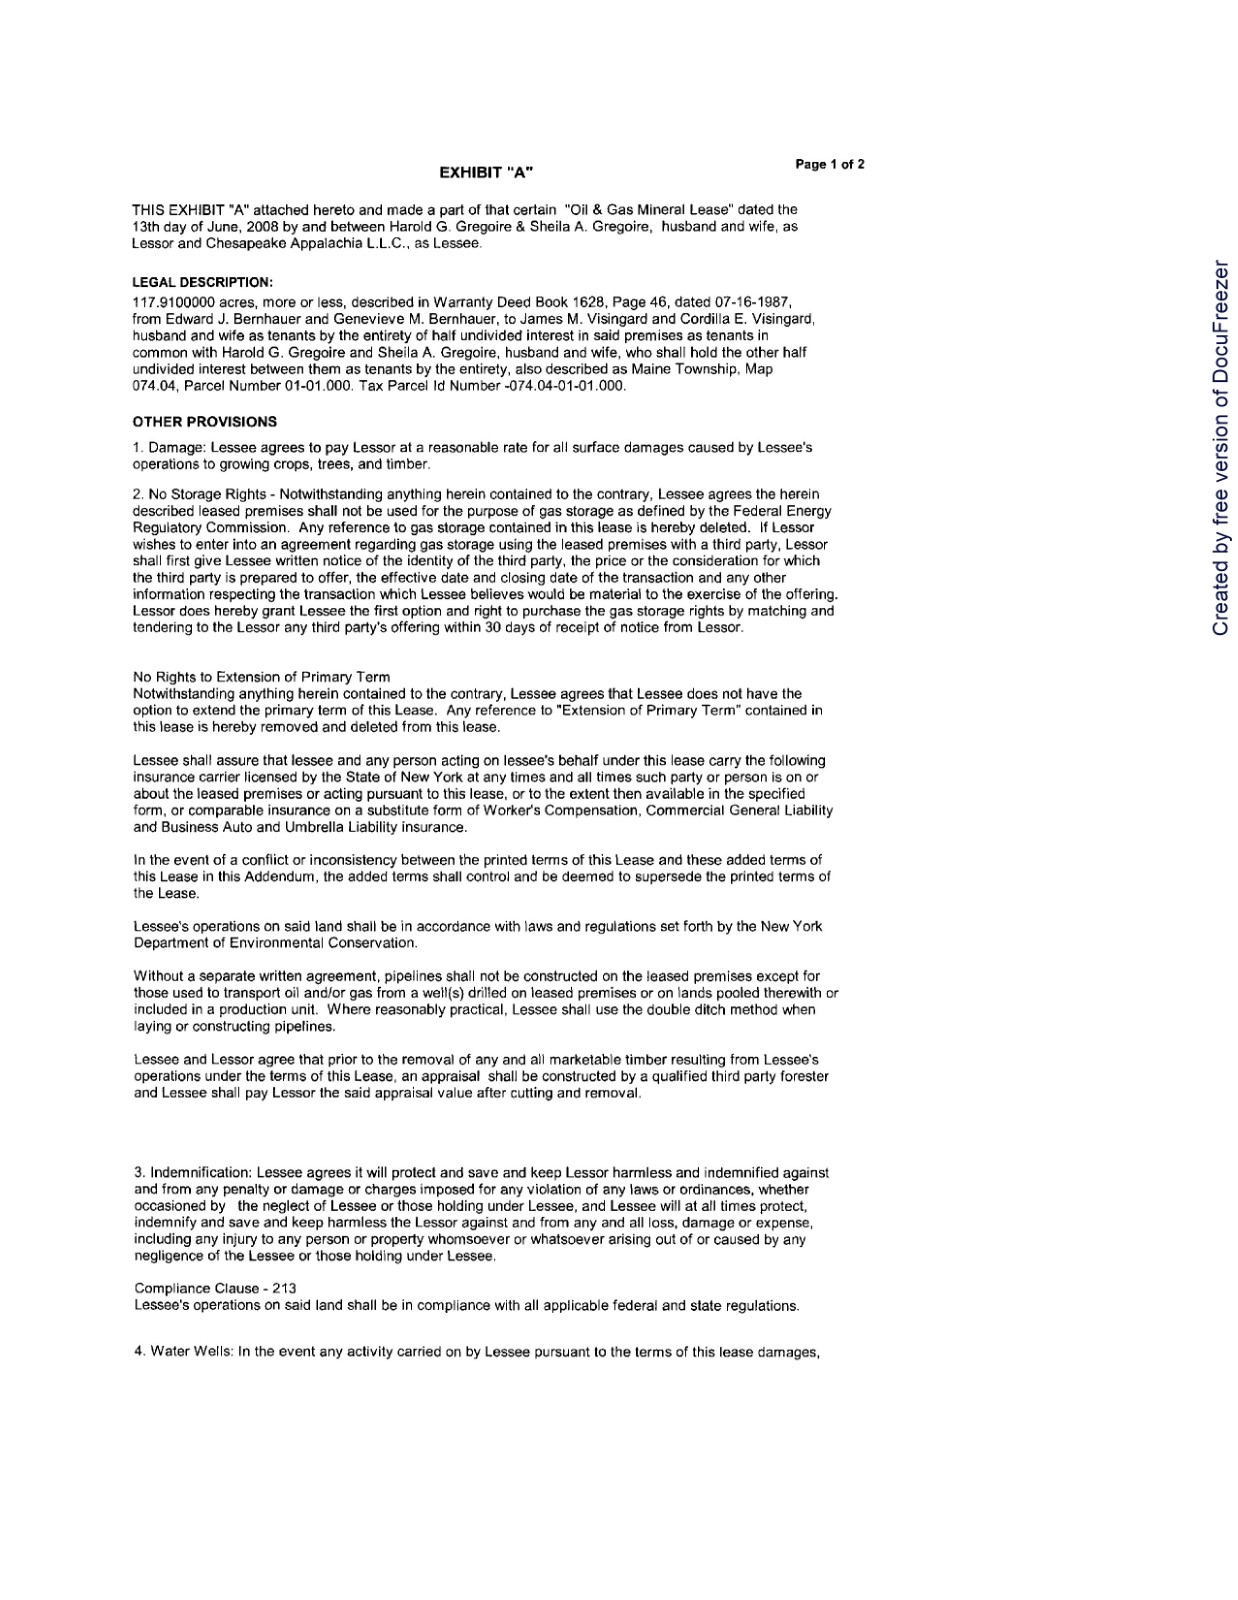 Page 1 of 2
EXHIBIT "A"
THIS EXHIBIT "A" attached hereto and made a part of that certain "Oil & Gas Mineral Lease" dated the
13th day of June, 2008 by and between Harold G. Gregoire & Sheila A. Gregoire, husband and wife, as
Lessor and Chesapeake Appalachia L.L.C., as Lessee.
LEGAL DESCRIPTION:
117.9100000 acres, more or less, described in Warranty Deed Book 1628, Page 46, dated 07-16-1987,
from Edward J. Bernhauer and Genevieve M. Bernhauer, to James M. Visingard and Cordilla E. Visingard,
husband and wife as tenants by the entirety of half undivided interest in said premises as tenants in
common with Harold G. Gregoire and Sheila A. Gregoire, husband and wife, who shall hold the other half
undivided interest between them as tenants by the entirety, also described as Maine Township, Map
074.04, Parcel Number 01-01.000. Tax Parcel Id Number -074.04-01-01.000.
OTHER PROVISIONS
1. Damage: Lessee agrees to pay Lessor at a reasonable rate for all surface damages caused by Lessee's
operations to growing crops, trees, and timber.
2. No Storage Rights - Notwithstanding anything herein contained to the contrary, Lessee agrees the herein
described leased premises shall not be used for the purpose of gas storage as defined by the Federal Energy
Regulatory Commission. Any reference to gas storage contained in this lease is hereby deleted. If Lessor
wishes to enter into an agreement regarding gas storage using the leased premises with a third party, Lessor
shall first give Lessee written notice of the identity of the third party, the price or the consideration for which
the third party is prepared to offer, the effective date and closing date of the transaction and any other
information respecting the transaction which Lessee believes would be material to the exercise of the offering.
Lessor does hereby grant Lessee the first option and right to purchase the gas storage rights by matching and
tendering to the Lessor any third party's offering within 30 days of receipt of notice from Lessor.
No Rights to Extension of Primary Term
Notwithstanding anything herein contained to the contrary, Lessee agrees that Lessee does not have the
option to extend the primary term of this Lease. Any reference to "Extension of Primary Term" contained in
this lease is hereby removed and deleted from this lease.
Lessee shall assure that lessee and any person acting on lessee's behalf under this lease carry the following
insurance carrier licensed by the State of New York at any times and all times such party or person is on or
about the leased premises or acting pursuant to this lease, or to the extent then available in the specified
form, or comparable insurance on a substitute form of Worker's Compensation, Commercial General Liability
and Business Auto and Umbrella Liability insurance.
In the event of a conflict or inconsistency between the printed terms of this Lease and these added terms of
this Lease in this Addendum, the added terms shall control and be deemed to supersede the printed terms of
the Lease.
Lessee's operations on said land shall be in accordance with laws and regulations set forth by the New York
Department of Environmental Conservation.
Without a separate written agreement, pipelines shall not be constructed on the leased premises except for
those used to transport oil and/or gas from a well(s) drilled on leased premises or on lands pooled therewith or
included in a production unit. Where reasonably practical, Lessee shall use the double ditch method when
laying or constructing pipelines.
Lessee and Lessor agree that prior to the removal of any and all marketable timber resulting from Lessee's
operations under the terms of this Lease, an appraisal shall be constructed by a qualified third party forester
and Lessee shall pay Lessor the said appraisal value after cutting and removal.
3. Indemnification: Lessee agrees it will protect and save and keep Lessor harmless and indemnified against
and from any penalty or damage or charges imposed for any violation of any laws or ordinances, whether
occasioned by the neglect of Lessee or those holding under Lessee, and Lessee will at all times protect,
indemnify and save and keep harmless the Lessor against and from any and all loss, damage or expense,
including any injury to any person or property whomsoever or whatsoever arising out of or caused by any
negligence of the Lessee or those holding under Lessee.
Compliance Clause - 213
Lessee's operations on said land shall be in compliance with all applicable federal and state regulations.
4. Water Wells: In the event any activity carried on by Lessee pursuant to the terms of this lease damages,
Created by free version of DocuFreezer